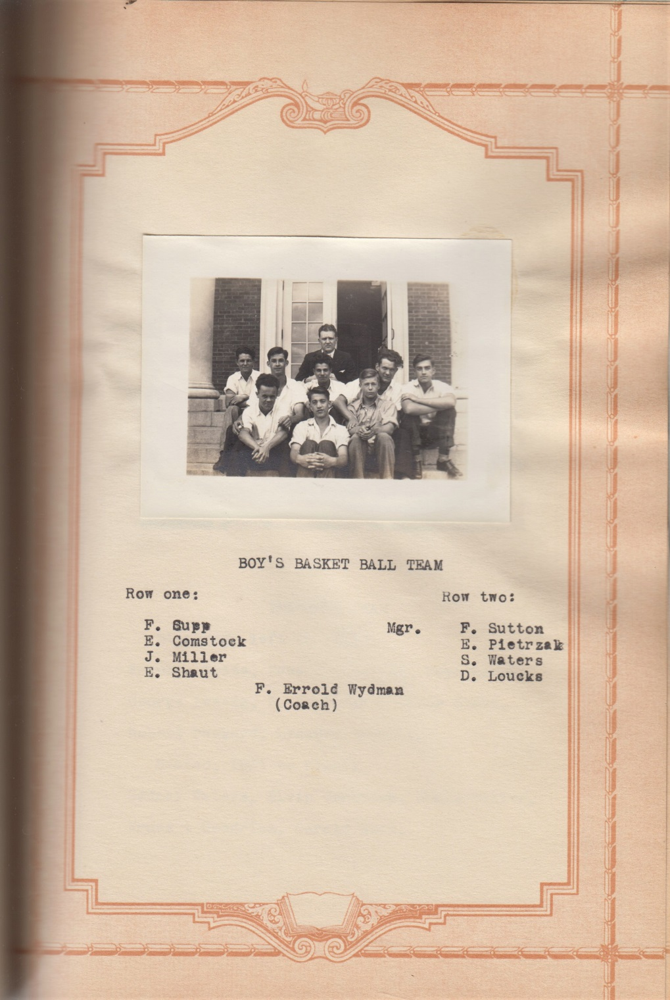 BOY'S BASKET BALL TEAM
Row one:
F. Supp
E. Comstock
J. Miller
E. Shaut
Row two:
Mgr. F. Sutton
E. Pietrzak
S. Waters
D. Loucks
F. Errold Wydman
(Coach)